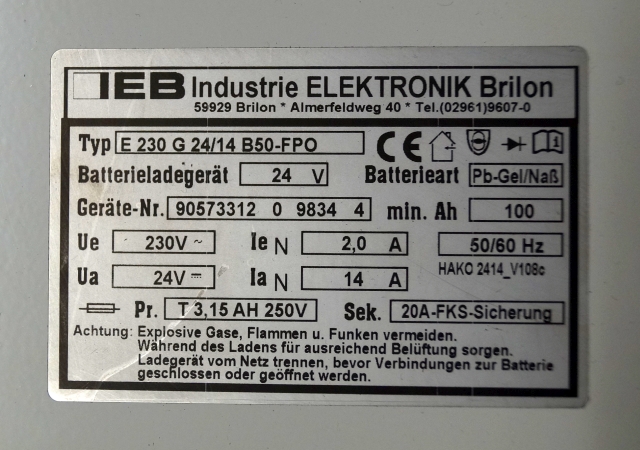 IEB Industrie ELEKTRONIK Brilon
59929 Brilon * Almerfeldweg 40 * Tel.(02961)9607-0
Typ E 230 G 24/14 B50-FPO CE
Batterieladegerät 24 V Batterieart Pb-Gel/Naß
Geräte-Nr. 90573312 0 9834 4 min. Ah 100
Ue 230V ~ Ie N 2,0 A 50/60 Hz
Ua 24V ⎓ Ia N 14 A HAKO 2414_V108c
Pr. T 3,15 AH 250V Sek. 20A-FKS-Sicherung
Achtung: Explosive Gase, Flammen u. Funken vermeiden.
Während des Ladens für ausreichend Belüftung sorgen.
Ladegerät vom Netz trennen, bevor Verbindungen zur Batterie
geschlossen oder geöffnet werden.